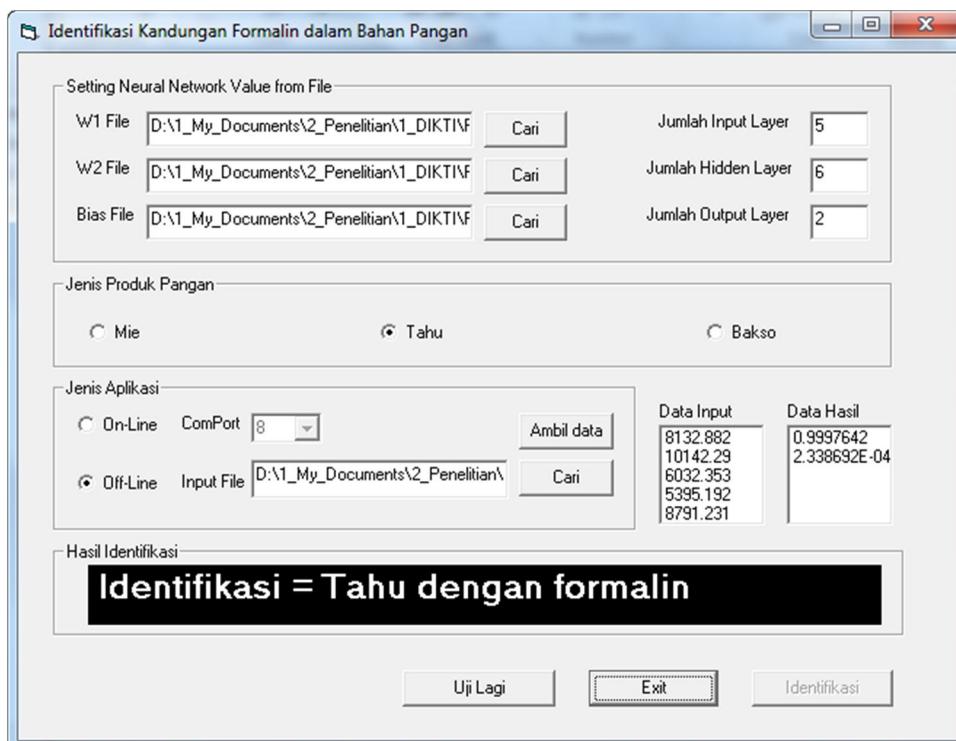 Identifikasi Kandungan Formalin dalam Bahan Pangan
Setting Neural Network Value from File
W1 File D:\1_My_Documents\2_Penelitian\1_DIKTI\F Cari Jumlah Input Layer 5
W2 File D:\1_My_Documents\2_Penelitian\1_DIKTI\F Cari Jumlah Hidden Layer 6
Bias File D:\1_My_Documents\2_Penelitian\1_DIKTI\F Cari Jumlah Output Layer 2
Jenis Produk Pangan
Mie Tahu Bakso
Jenis Aplikasi
On-Line ComPort 8 Ambil data
Off-Line Input File D:\1_My_Documents\2_Penelitian\ Cari
Data Input
8132.882
10142.29
6032.353
5395.192
8791.231
Data Hasil
0.9997642
2.338692E-04
Hasil Identifikasi
Identifikasi = Tahu dengan formalin
Uji Lagi Exit Identifikasi